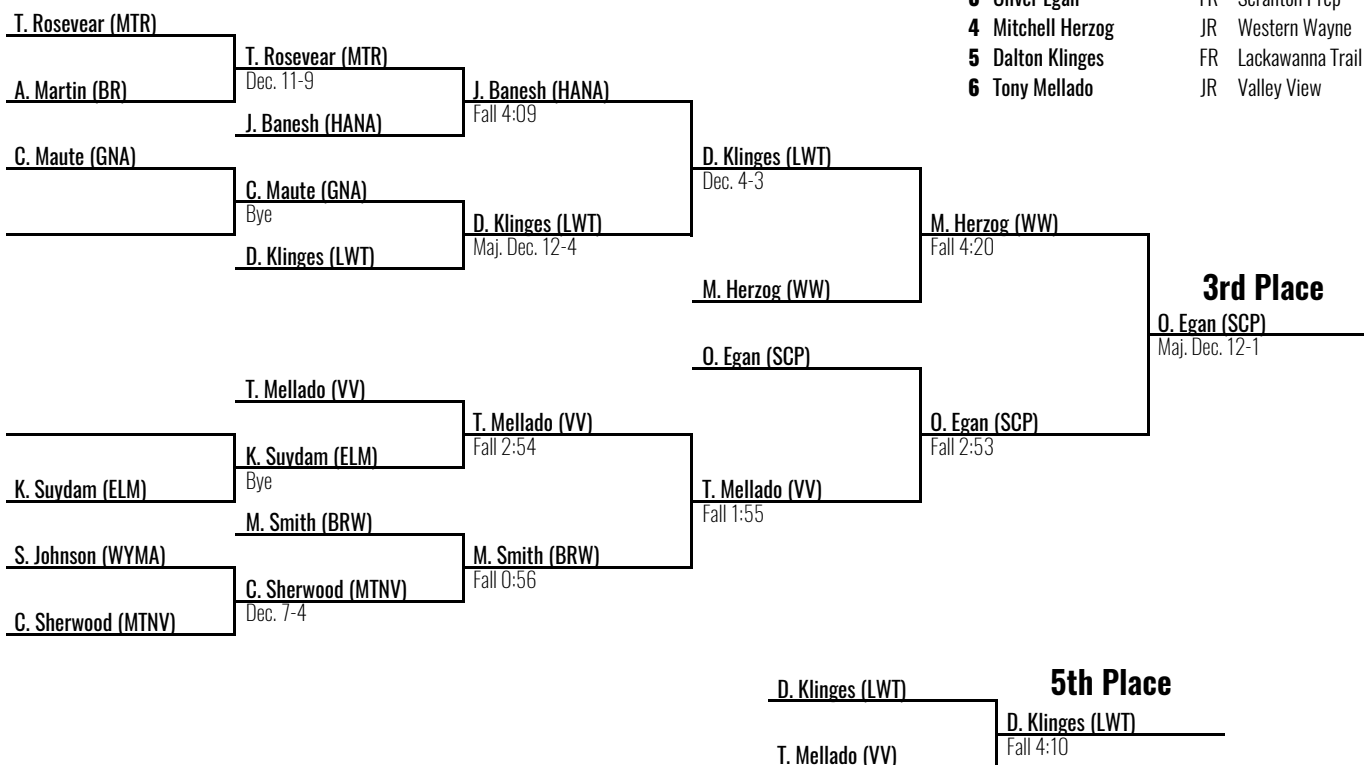 3 Oliver Egan FR Scranton Prep
4 Mitchell Herzog JR Western Wayne
5 Dalton Klinges FR Lackawanna Trail
6 Tony Mellado JR Valley View
T. Rosevear (MTR)
A. Martin (BR)
C. Maute (GNA)
K. Suydam (ELM)
S. Johnson (WYMA)
C. Sherwood (MTNV)
T. Rosevear (MTR)
Dec. 11-9
J. Banesh (HANA)
C. Maute (GNA)
Bye
D. Klinges (LWT)
T. Mellado (VV)
K. Suydam (ELM)
Bye
M. Smith (BRW)
C. Sherwood (MTNV)
Dec. 7-4
J. Banesh (HANA)
Fall 4:09
D. Klinges (LWT)
Maj. Dec. 12-4
T. Mellado (VV)
Fall 2:54
M. Smith (BRW)
Fall 0:56
D. Klinges (LWT)
Dec. 4-3
M. Herzog (WW)
O. Egan (SCP)
T. Mellado (VV)
Fall 1:55
M. Herzog (WW)
Fall 4:20
O. Egan (SCP)
Fall 2:53
3rd Place
O. Egan (SCP)
Maj. Dec. 12-1
5th Place
D. Klinges (LWT)
T. Mellado (VV)
D. Klinges (LWT)
Fall 4:10